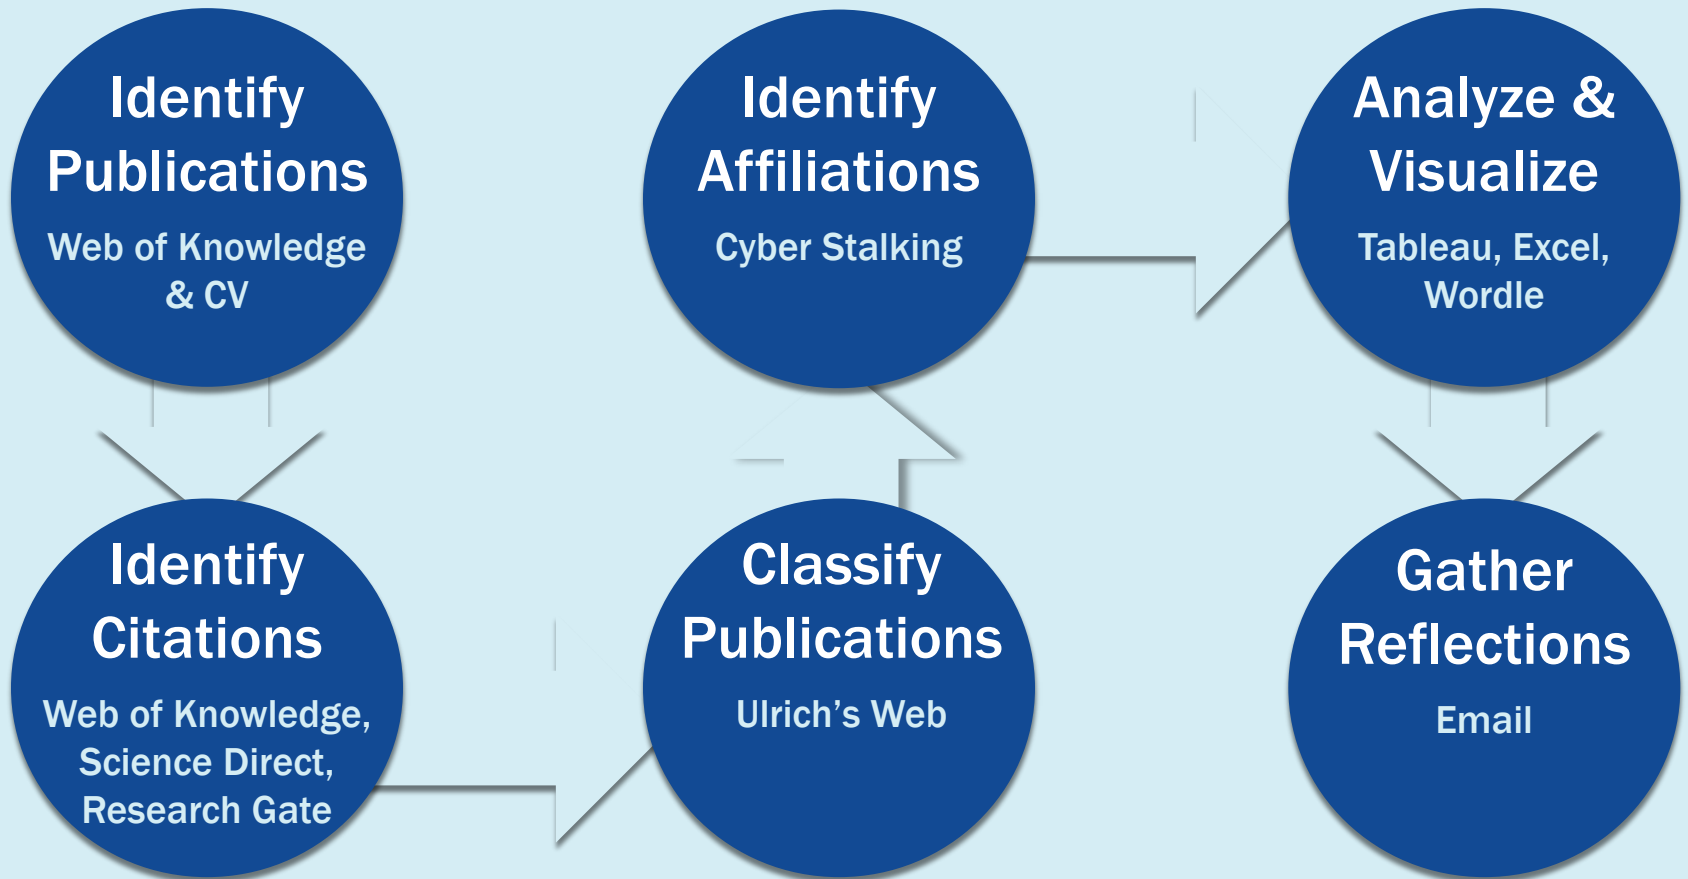 Identify
Publications
Web of Knowledge
& CV
Identify
Citations
Web of Knowledge,
Science Direct,
Research Gate
Classify
Publications
Ulrich’s Web
Identify
Affiliations
Cyber Stalking
Analyze &
Visualize
Tableau, Excel,
Wordle
Gather
Reflections
Email